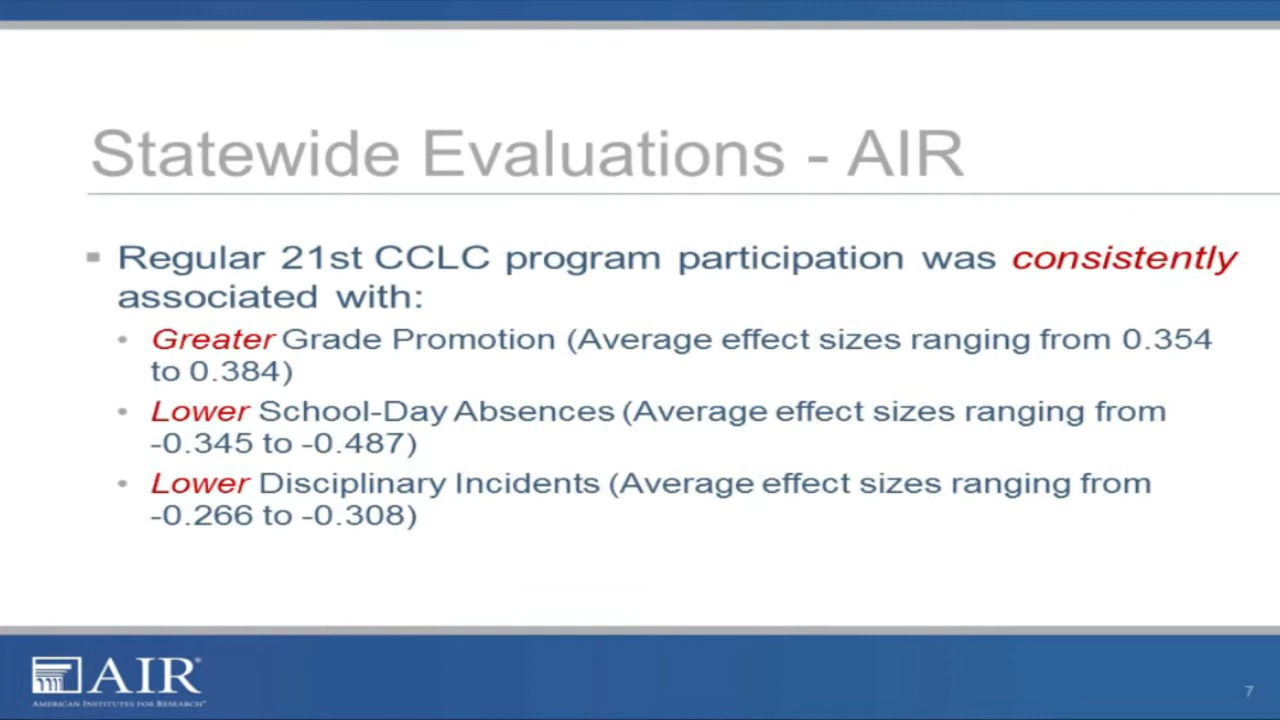 Statewide Evaluations - AIR
▪ Regular 21st CCLC program participation was consistently
associated with:
• Greater Grade Promotion (Average effect sizes ranging from 0.354
to 0.384)
• Lower School-Day Absences (Average effect sizes ranging from
-0.345 to -0.487)
• Lower Disciplinary Incidents (Average effect sizes ranging from
-0.266 to -0.308)
AIR®
AMERICAN INSTITUTES FOR RESEARCH®
7